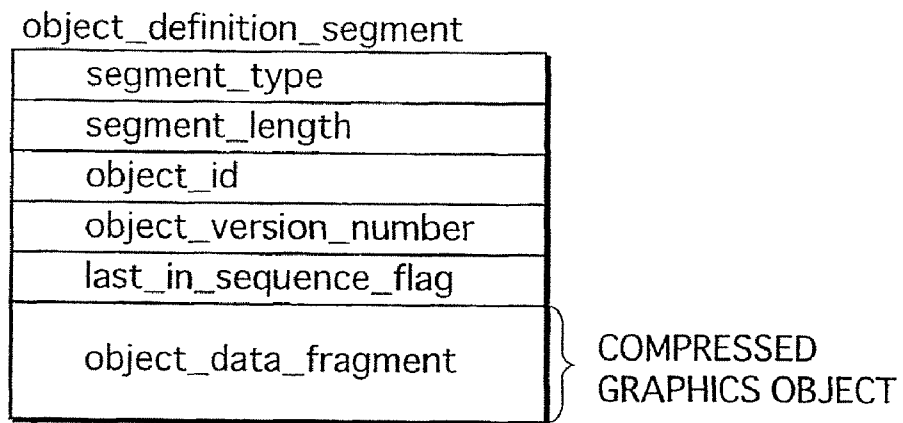 object_definition_segment
segment_type
segment_length
object_id
object_version_number
last_in_sequence_flag
object_data_fragment
COMPRESSED
GRAPHICS OBJECT